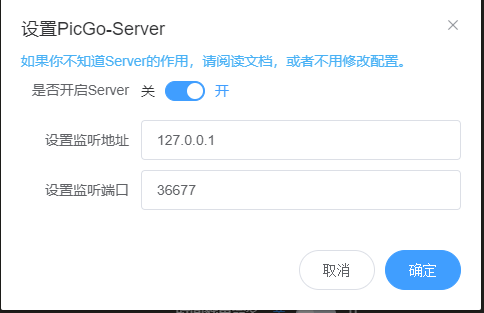 设置PicGo-Server
如果你不知道Server的作用，请阅读文档，或者不用修改配置。
是否开启Server 关 开
设置监听地址 127.0.0.1
设置监听端口 36677
取消 确定